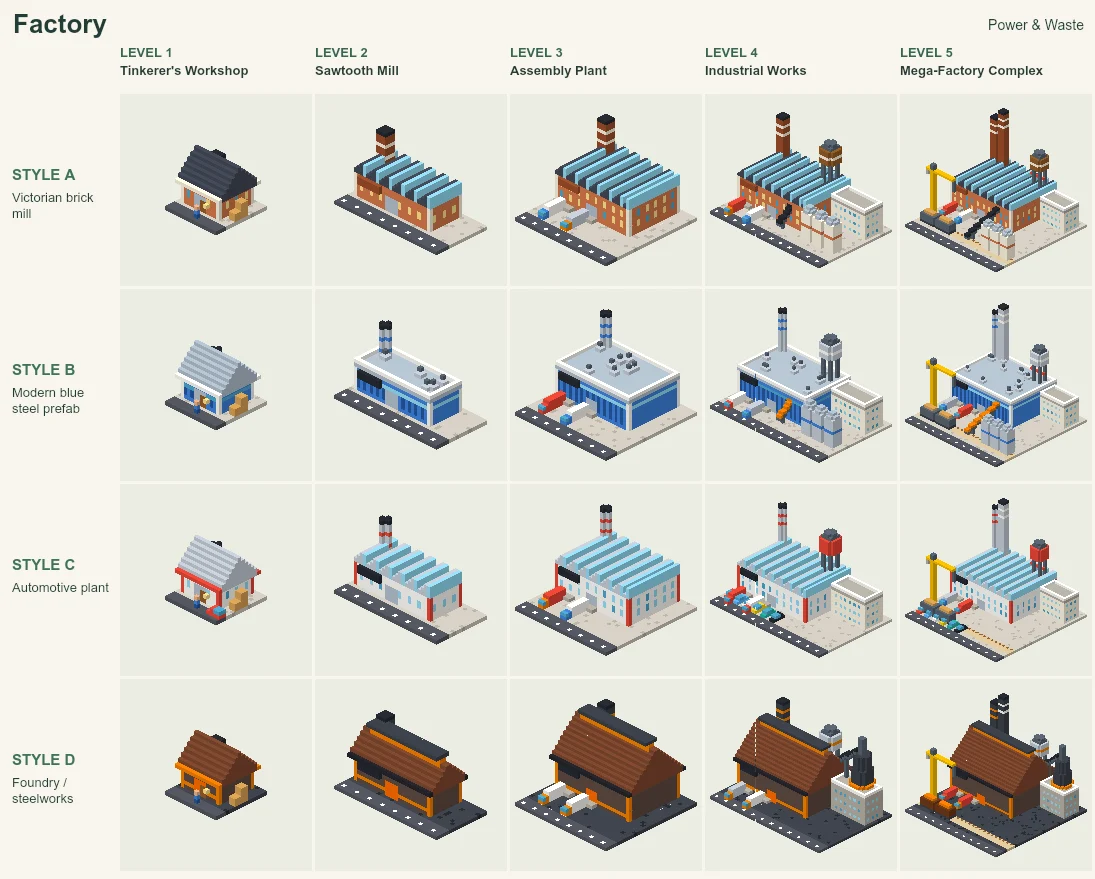 Factory
Power & Waste
LEVEL 1
Tinkerer's Workshop
LEVEL 2
Sawtooth Mill
LEVEL 3
Assembly Plant
LEVEL 4
Industrial Works
LEVEL 5
Mega-Factory Complex
STYLE A
Victorian brick
mill
STYLE B
Modern blue
steel prefab
STYLE C
Automotive plant
STYLE D
Foundry /
steelworks